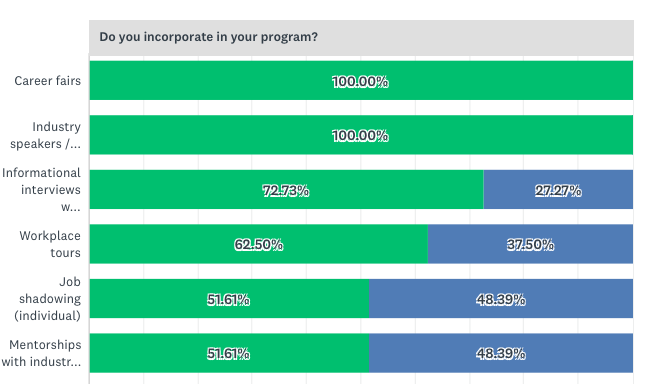 Do you incorporate in your program?
Career fairs
100.00%
Industry
speakers /...
100.00%
Informational
interviews
w...
72.73%
27.27%
Workplace
tours
62.50%
37.50%
Job
shadowing
(individual)
51.61%
48.39%
Mentorships
with industr...
51.61%
48.39%